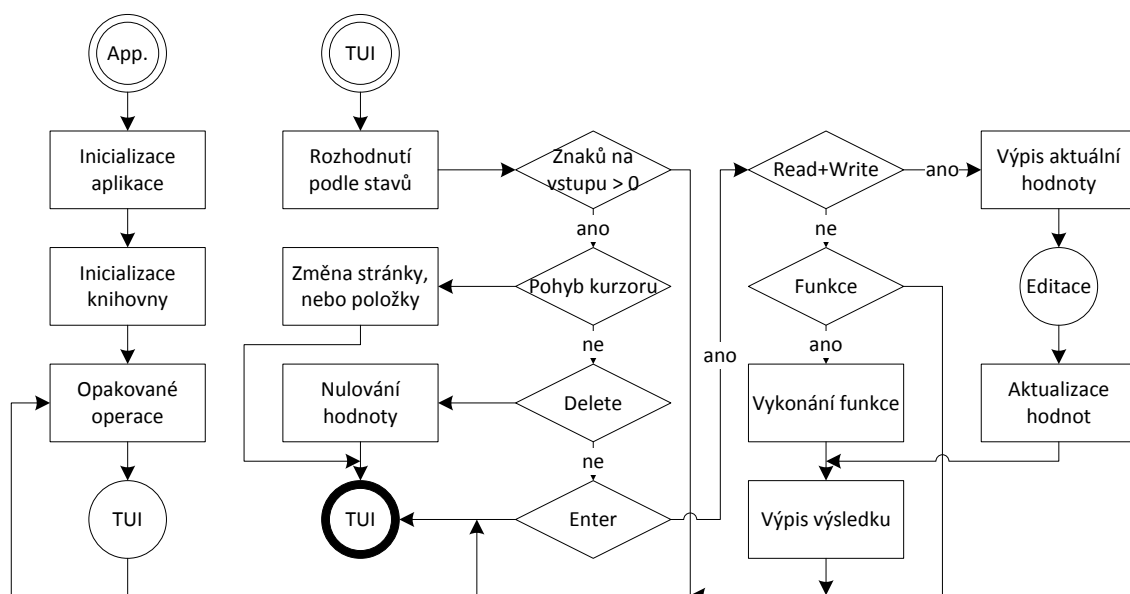 App.
Inicializace
aplikace
Inicializace
knihovny
Opakované
operace
TUI
TUI
Rozhodnutí
podle stavů
Znaků na
vstupu > 0
ano
Změna stránky,
nebo položky
Pohyb kurzoru
ne
Nulování
hodnoty
Delete
ne
TUI
Enter
ano
Read+Write
ano
Výpis aktuální
hodnoty
ne
Funkce
Editace
ano
Vykonání funkce
Aktualizace
hodnot
Výpis výsledku